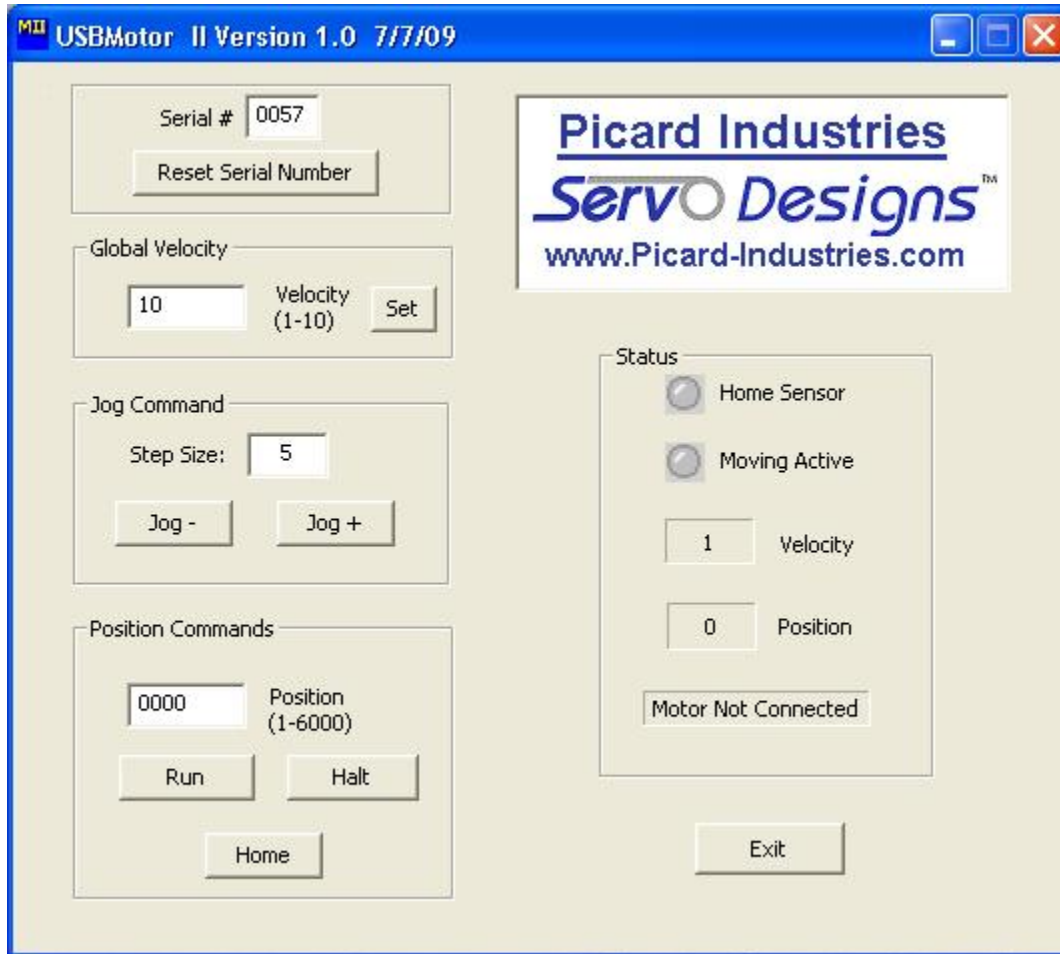 MII USBMotor II Version 1.0 7/7/09
Serial # 0057
Reset Serial Number
Global Velocity
10 Velocity Set
(1-10)
Jog Command
Step Size: 5
Jog - Jog +
Position Commands
0000 Position
(1-6000)
Run Halt
Home
Picard Industries
Servo Designs™
www.Picard-Industries.com
Status
Home Sensor
Moving Active
1 Velocity
0 Position
Motor Not Connected
Exit